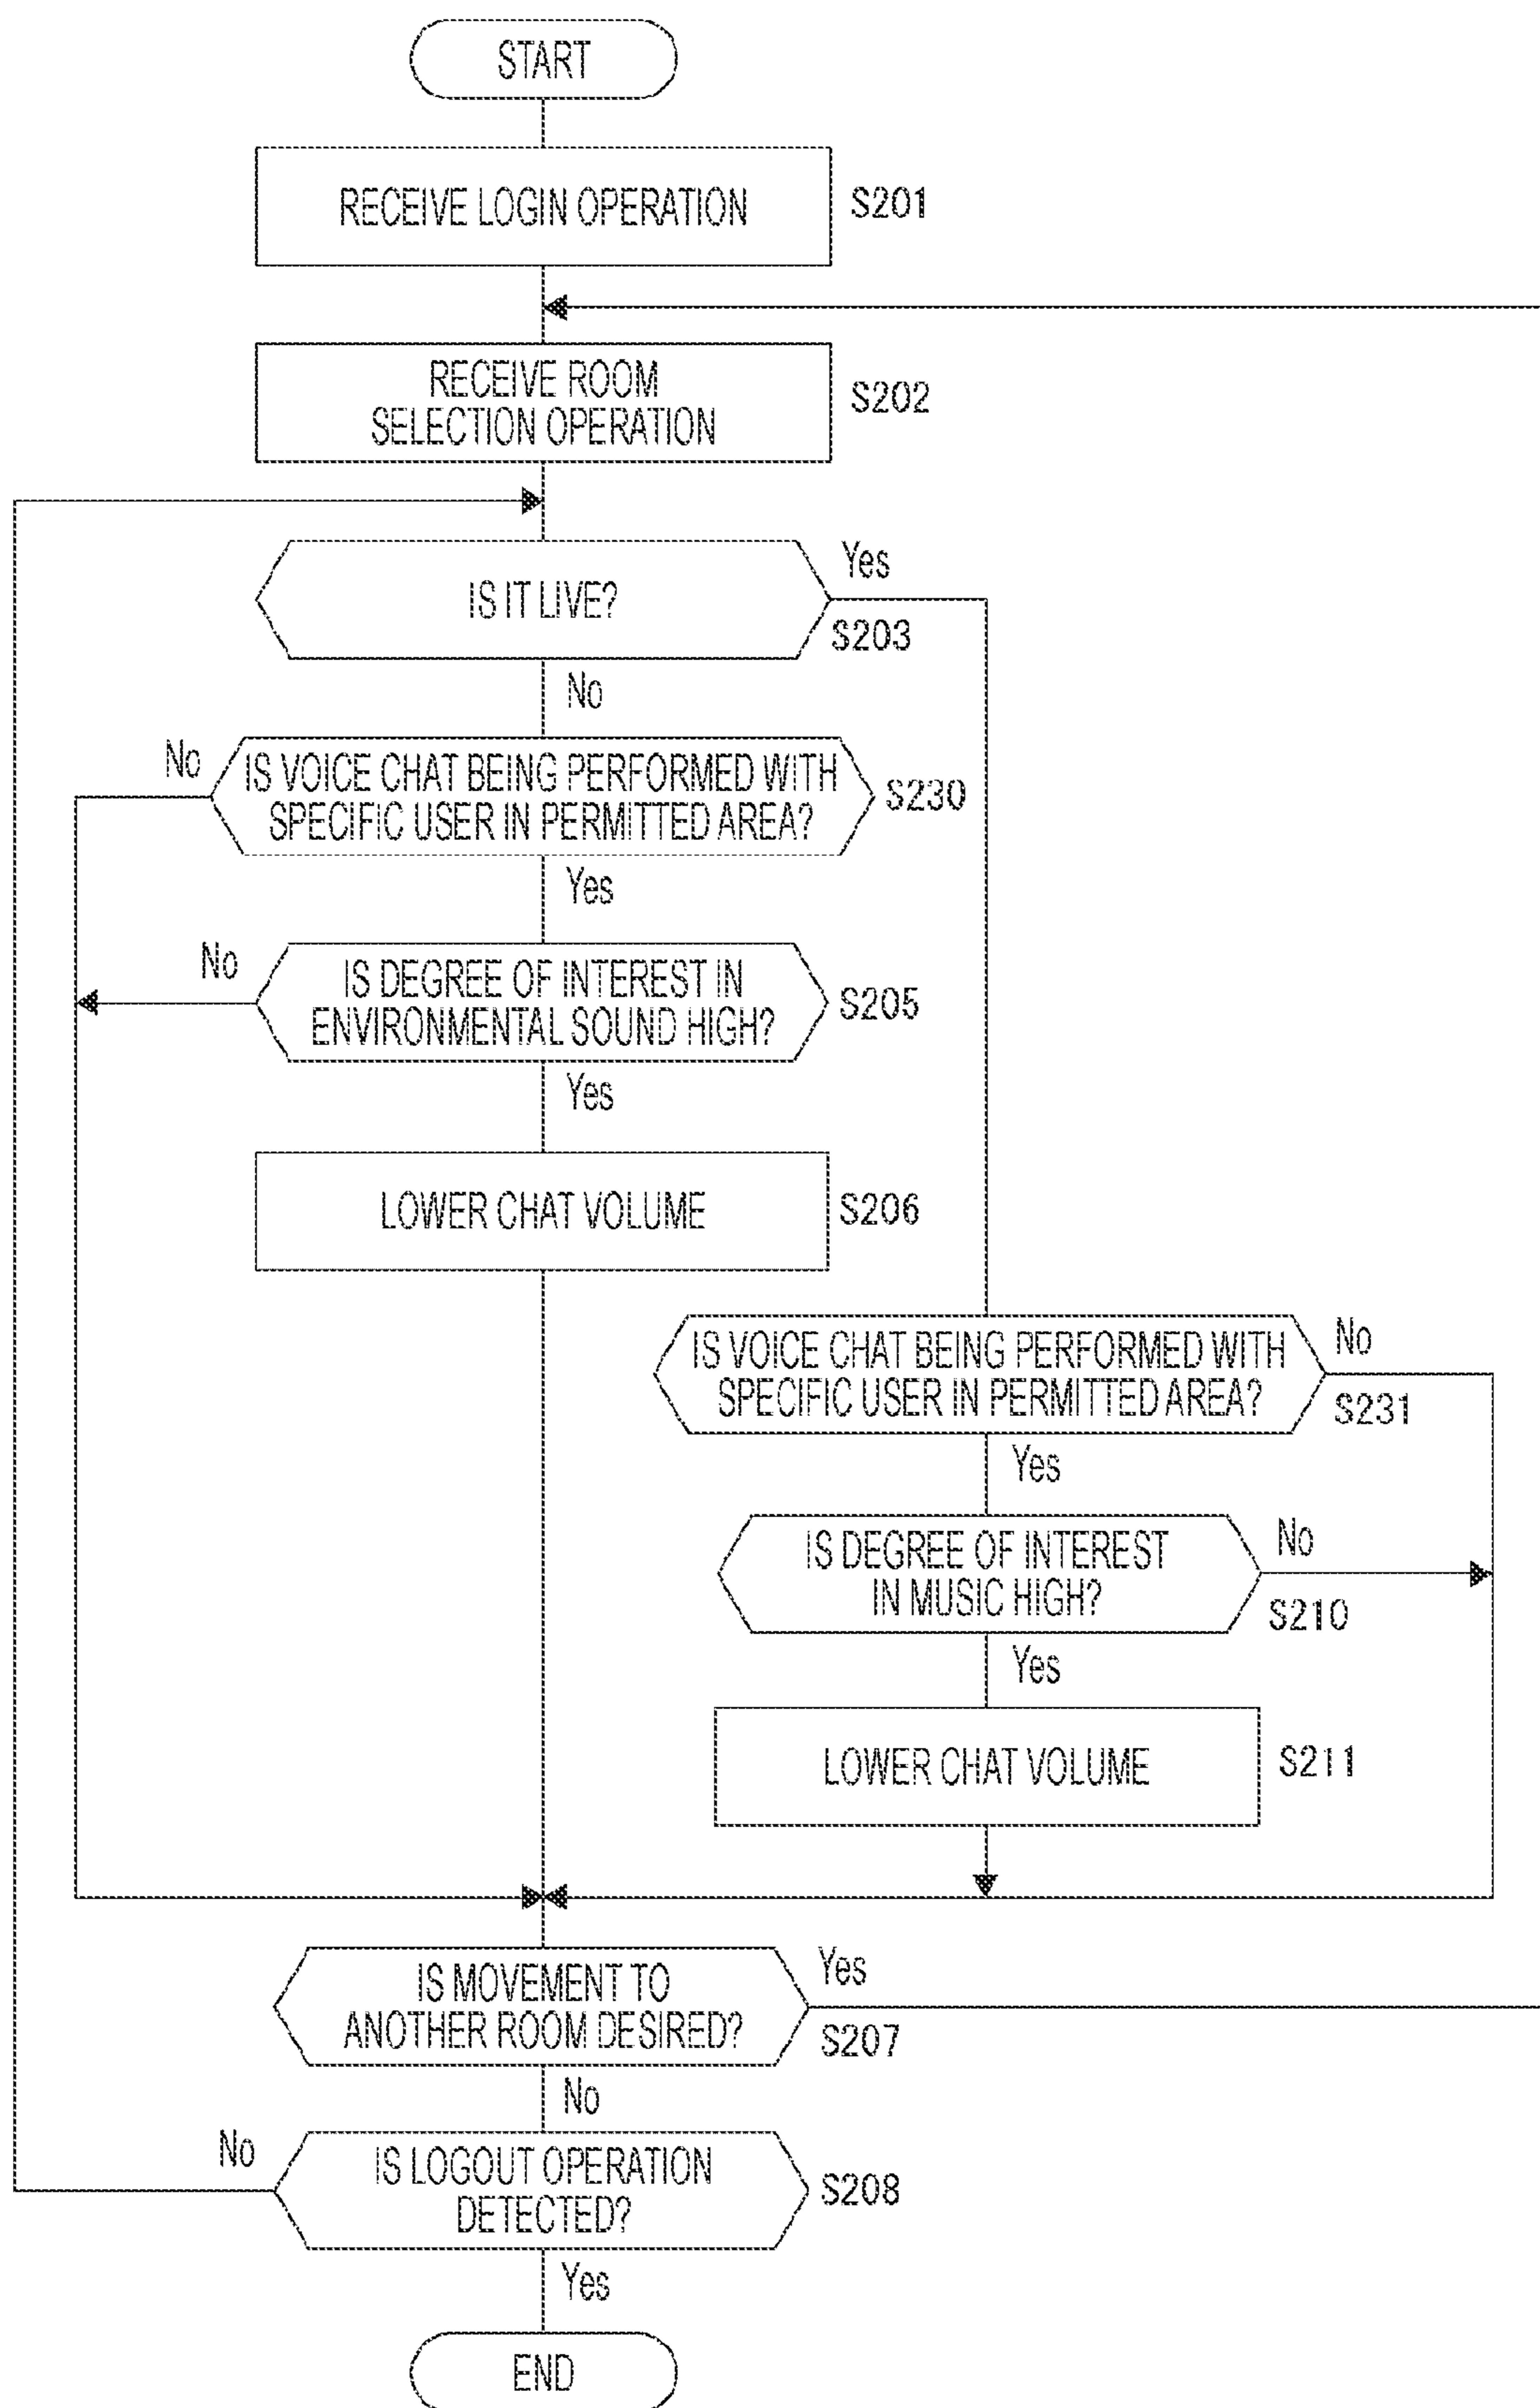 START
RECEIVE LOGIN OPERATION
S201
RECEIVE ROOM
SELECTION OPERATION
S202
IS IT LIVE?
Yes
S203
No
IS VOICE CHAT BEING PERFORMED WITH
SPECIFIC USER IN PERMITTED AREA?
No
S230
Yes
IS DEGREE OF INTEREST IN
ENVIRONMENTAL SOUND HIGH?
No
S205
Yes
LOWER CHAT VOLUME
S206
IS VOICE CHAT BEING PERFORMED WITH
SPECIFIC USER IN PERMITTED AREA?
No
S231
Yes
IS DEGREE OF INTEREST
IN MUSIC HIGH?
No
S210
Yes
LOWER CHAT VOLUME
S211
IS MOVEMENT TO
ANOTHER ROOM DESIRED?
Yes
S207
No
IS LOGOUT OPERATION
DETECTED?
No
S208
Yes
END